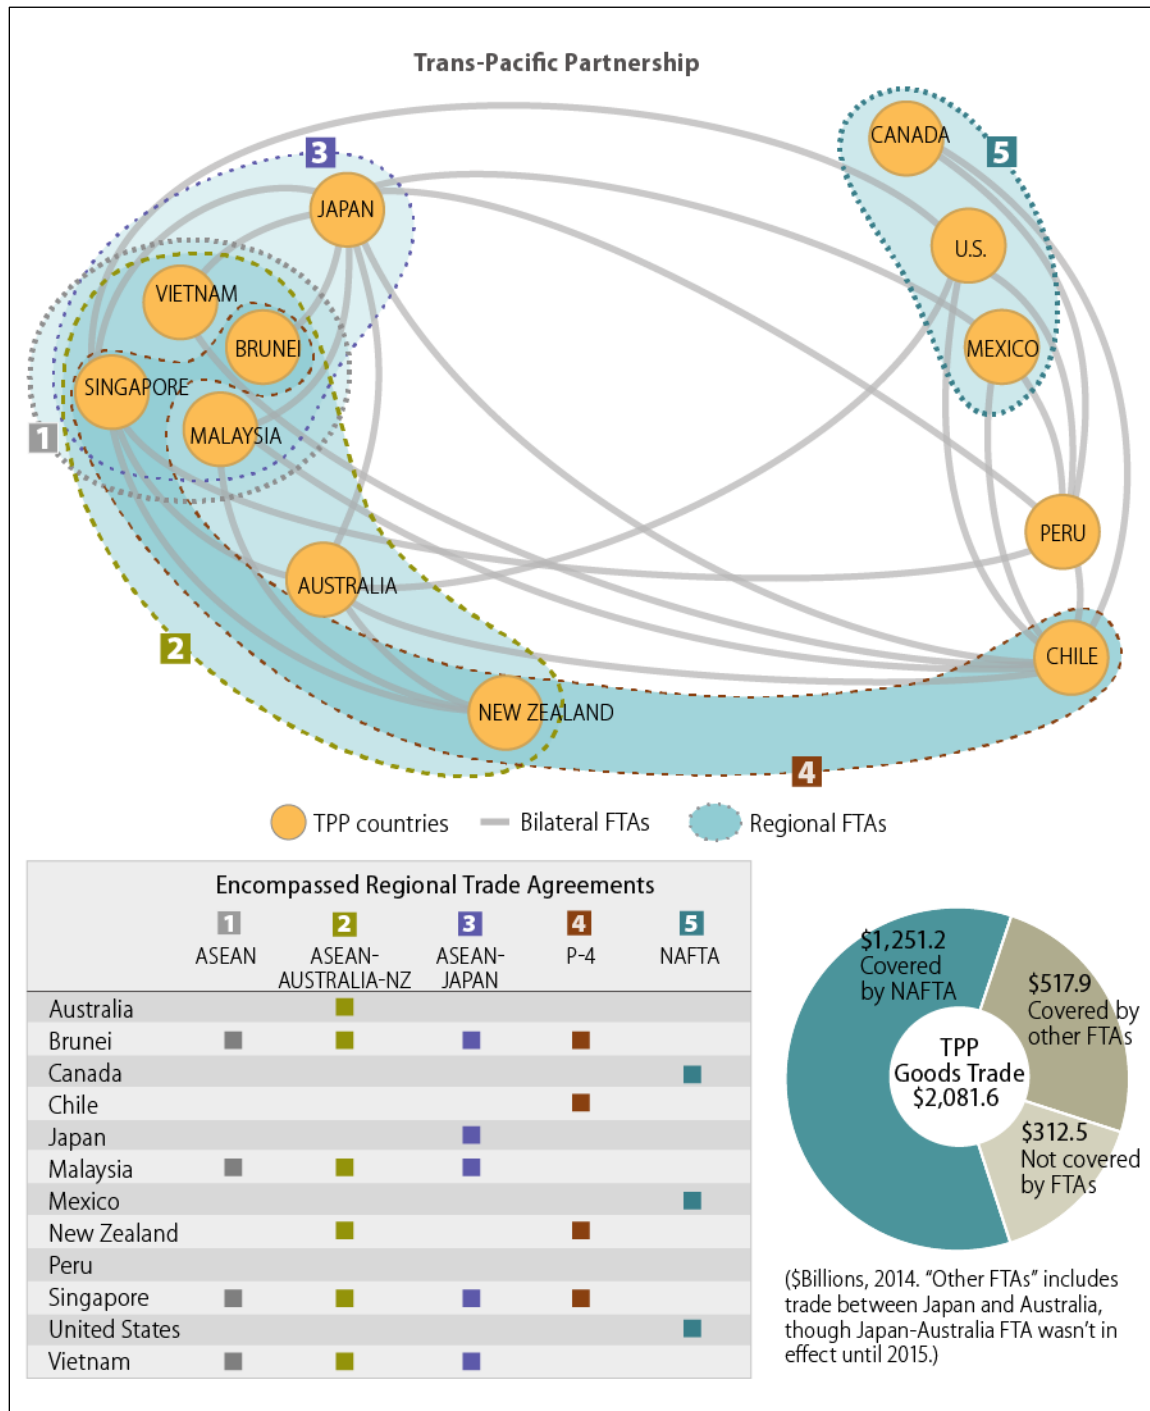 Trans-Pacific Partnership
CANADA
3
5
JAPAN
U.S.
VIETNAM
BRUNEI
MEXICO
SINGAPORE
1
MALAYSIA
PERU
AUSTRALIA
2
CHILE
NEW ZEALAND
4
TPP countries
Bilateral FTAs
Regional FTAs
Encompassed Regional Trade Agreements
1 2 3 4 5
ASEAN ASEAN- ASEAN- P-4 NAFTA
AUSTRALIA-NZ JAPAN
Australia
Brunei
Canada
Chile
Japan
Malaysia
Mexico
New Zealand
Peru
Singapore
United States
Vietnam
$1,251.2
Covered
by NAFTA
$517.9
Covered by
other FTAs
TPP
Goods Trade
$2,081.6
$312.5
Not covered
by FTAs
($Billions, 2014. “Other FTAs” includes
trade between Japan and Australia,
though Japan-Australia FTA wasn’t in
effect until 2015.)